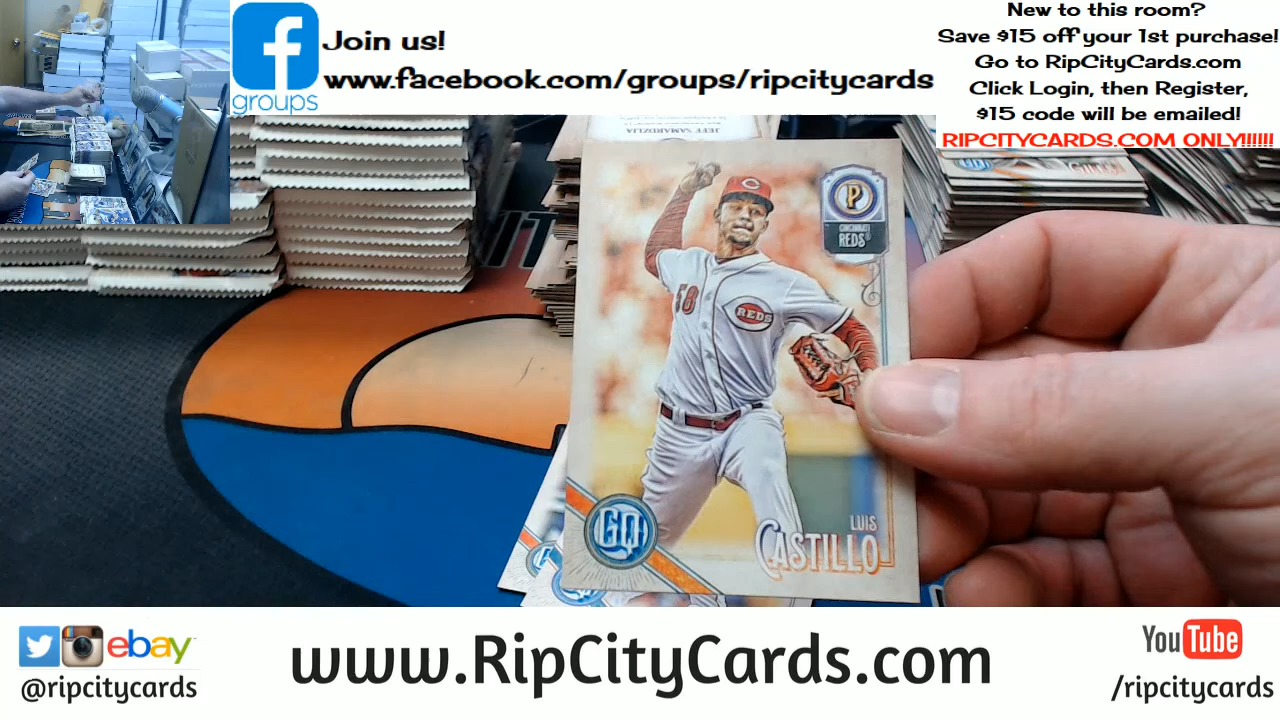 Join us!
www.facebook.com/groups/ripcitycards
groups
New to this room?
Save $15 off your 1st purchase!
Go to RipCityCards.com
Click Login, then Register,
$15 code will be emailed!
RIPCITYCARDS.COM ONLY!!!!!!
JEFF SAMARDZIJA
P
CINCINNATI
REDS®
58
REDS
GQ
LUIS
CASTILLO
ebay
@ripcitycards
www.RipCityCards.com
YouTube
/ripcitycards